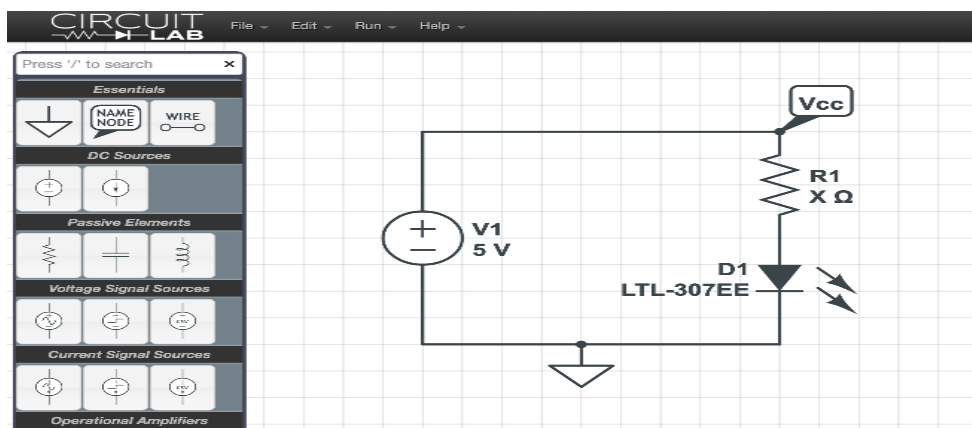 CIRCUIT
LAB
File
Edit
Run
Help
Press '/' to search
×
Essentials
NAME
NODE
WIRE
DC Sources
Passive Elements
Voltage Signal Sources
Current Signal Sources
Operational Amplifiers
Vcc
R1
X Ω
V1
5 V
D1
LTL-307EE